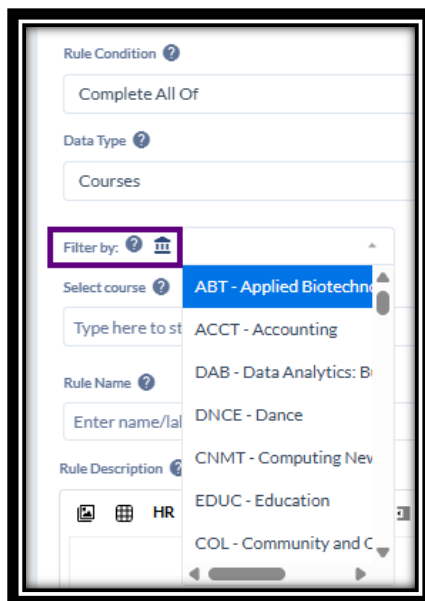 Rule Condition
Complete All Of
Data Type
Courses
Filter by:
Select course
ABT - Applied Biotechn
Type here to st
ACCT - Accounting
DAB - Data Analytics: B
Rule Name
DNCE - Dance
Enter name/lal
CNMT - Computing Nev
Rule Description
EDUC - Education
HR
COL - Community and C